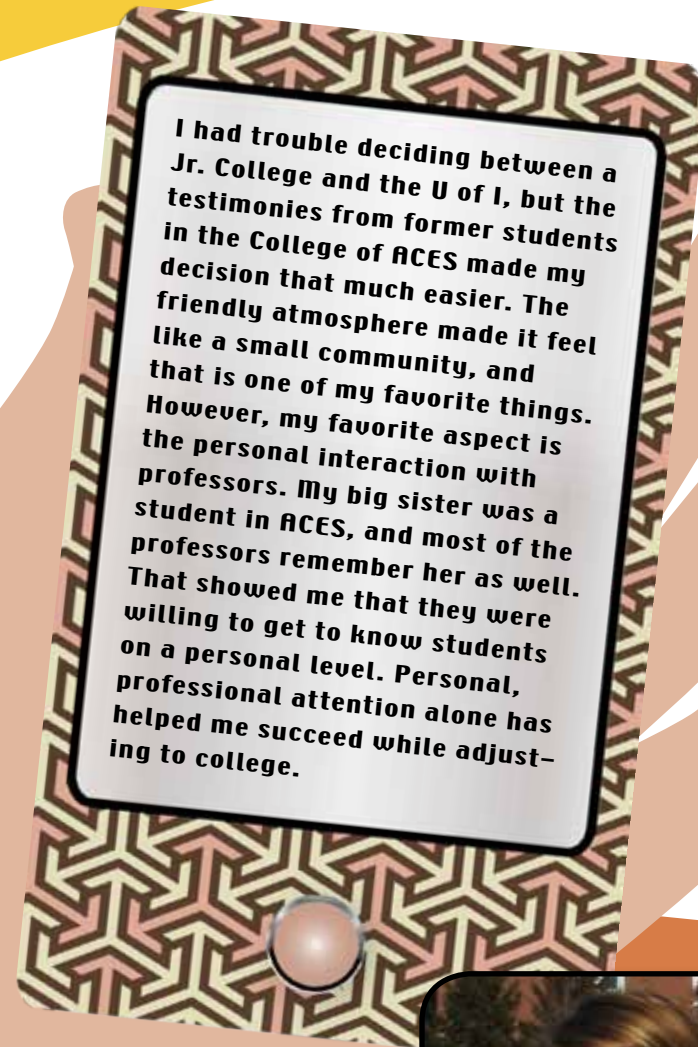 I had trouble deciding between a
Jr. College and the U of I, but the
testimonies from former students
in the College of ACES made my
decision that much easier. The
friendly atmosphere made it feel
like a small community, and
that is one of my favorite things.
However, my favorite aspect is
the personal interaction with
professors. My big sister was a
student in ACES, and most of the
professors remember her as well.
That showed me that they were
willing to get to know students
on a personal level. Personal,
professional attention alone has
helped me succeed while adjust-
ing to college.